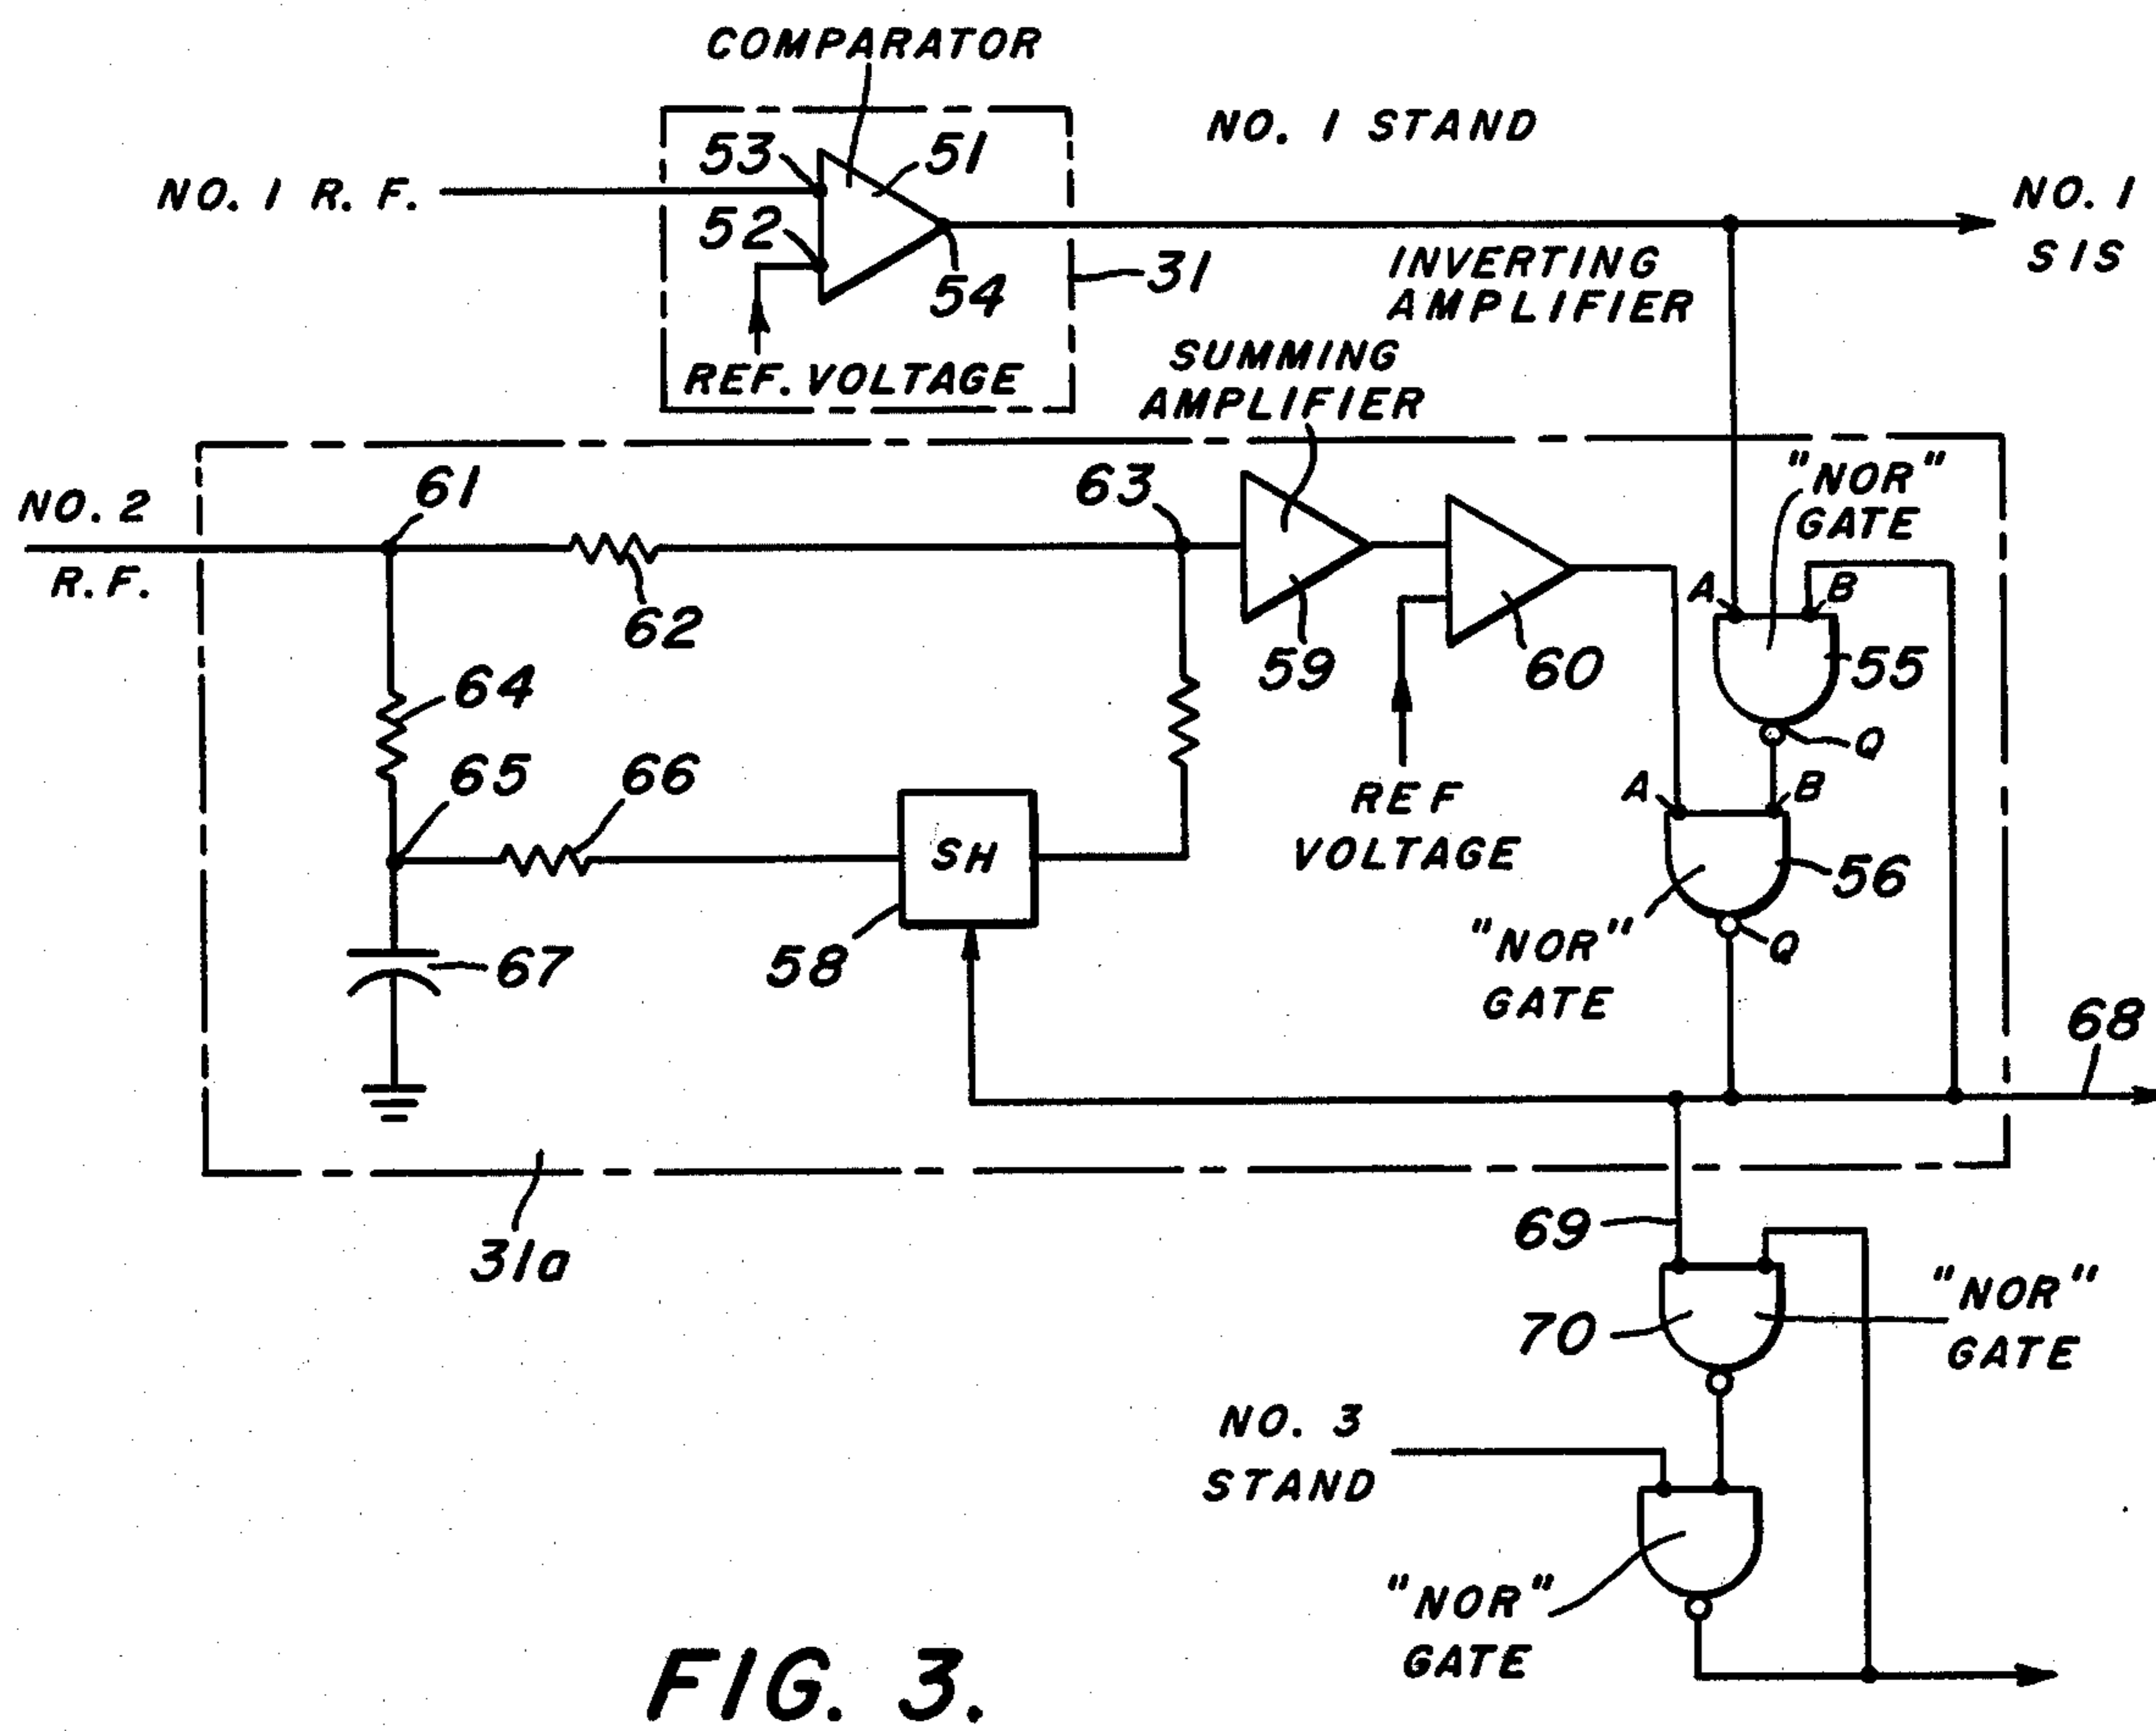 COMPARATOR
NO. 1 STAND
53
51
NO. 1 R. F.
NO. 1
SIS
52
54
31
INVERTING
AMPLIFIER
REF. VOLTAGE
SUMMING
AMPLIFIER
NO. 2
R. F.
61
62
63
59
60
"NOR"
GATE
A
B
55
Q
64
65
66
REF
VOLTAGE
A
B
SH
56
58
67
"NOR"
GATE
Q
68
31a
69
70
"NOR"
GATE
NO. 3
STAND
"NOR"
GATE
FIG. 3.